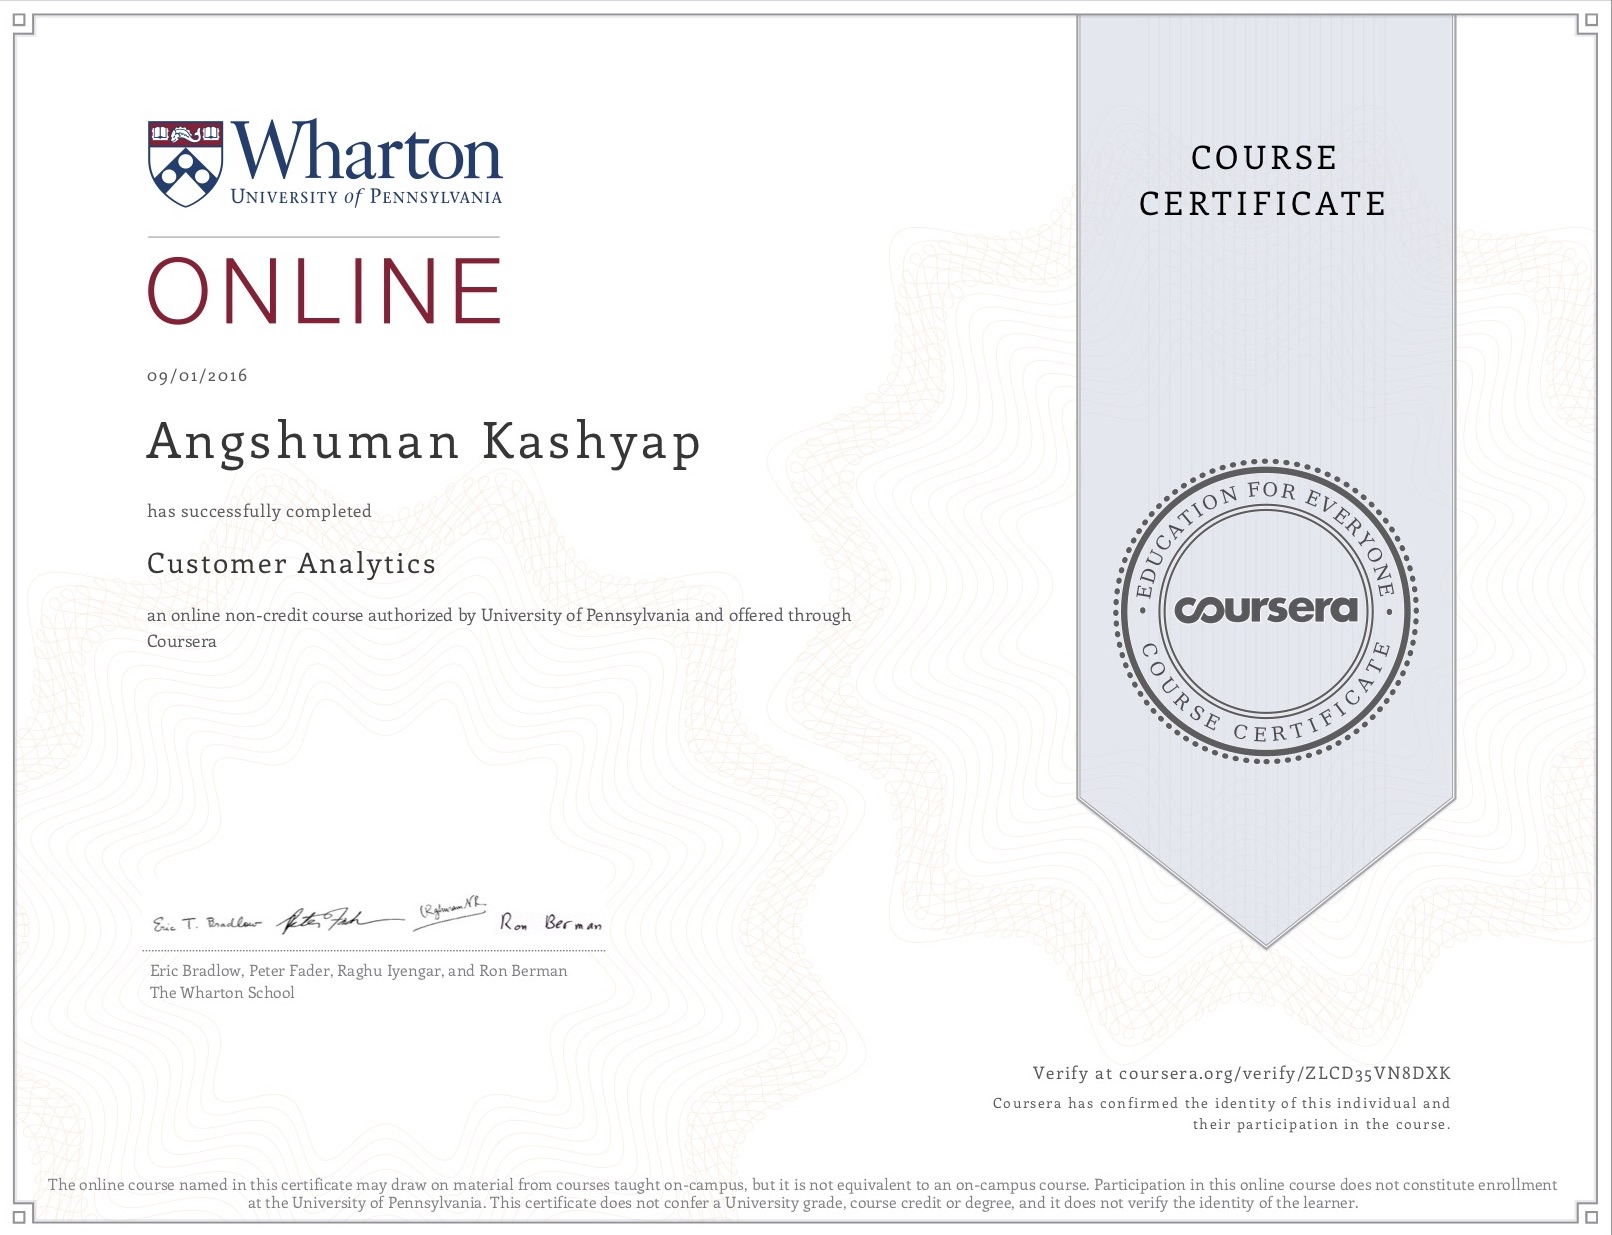 Wharton
UNIVERSITY of PENNSYLVANIA
ONLINE
09/01/2016
Angshuman Kashyap
has successfully completed
Customer Analytics
an online non-credit course authorized by University of Pennsylvania and offered through
Coursera
Eric T. Bradlow Peter Fader Ron Berman
Eric Bradlow, Peter Fader, Raghu Iyengar, and Ron Berman
The Wharton School
COURSE
CERTIFICATE
EDUCATION FOR EVERYONE
coursera
COURSE CERTIFICATE
Verify at coursera.org/verify/ZLCD35VN8DXK
Coursera has confirmed the identity of this individual and
their participation in the course.
The online course named in this certificate may draw on material from courses taught on-campus, but it is not equivalent to an on-campus course. Participation in this online course does not constitute enrollment
at the University of Pennsylvania. This certificate does not confer a University grade, course credit or degree, and it does not verify the identity of the learner.